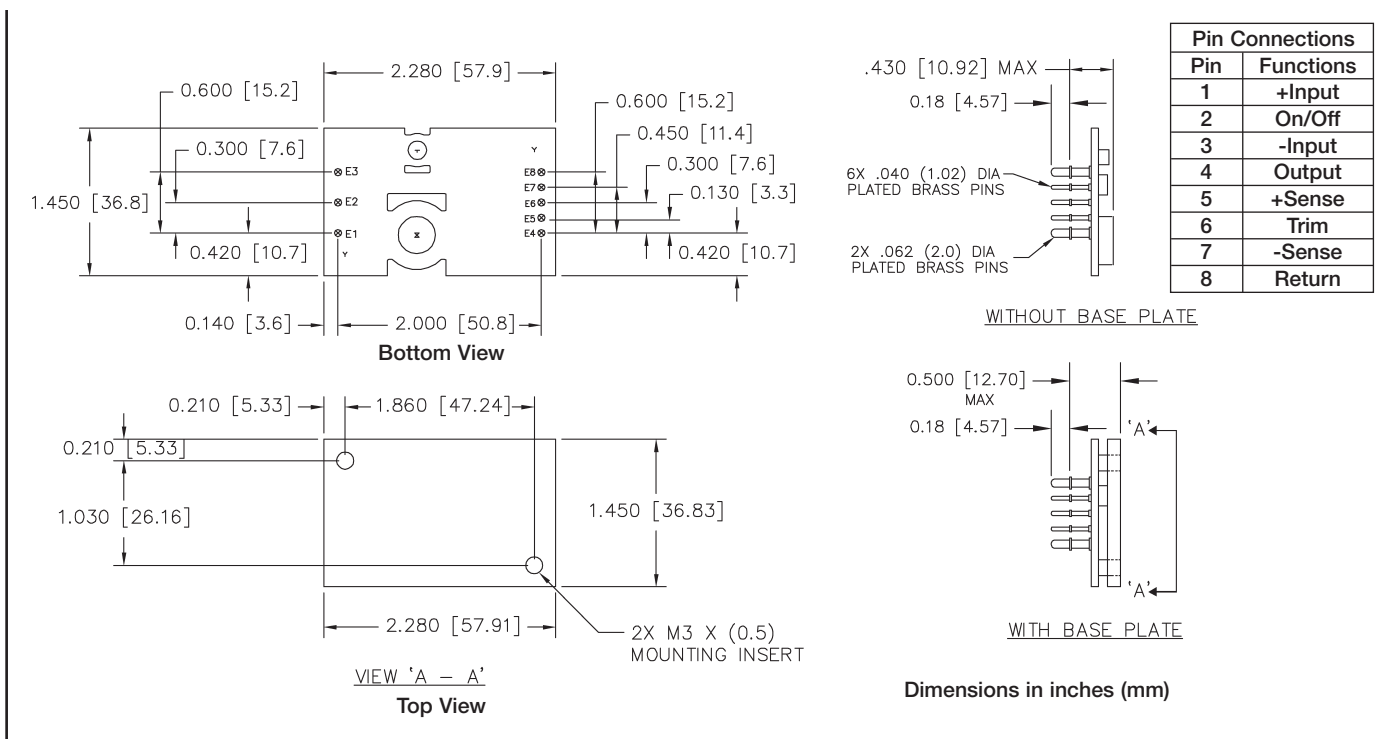 2.280 [57.9]
0.600 [15.2]
0.300 [7.6]
1.450 [36.8]
0.420 [10.7]
0.140 [3.6]
2.000 [50.8]
E3
E2
E1
Y
Y
E8
E7
E6
E5
E4
0.600 [15.2]
0.450 [11.4]
0.300 [7.6]
0.130 [3.3]
0.420 [10.7]
Bottom View
.430 [10.92] MAX
0.18 [4.57]
6X .040 (1.02) DIA
PLATED BRASS PINS
2X .062 (2.0) DIA
PLATED BRASS PINS
WITHOUT BASE PLATE
Pin Connections
Pin Functions
1 +Input
2 On/Off
3 -Input
4 Output
5 +Sense
6 Trim
7 -Sense
8 Return
0.210 [5.33]
1.860 [47.24]
0.210 [5.33]
1.030 [26.16]
1.450 [36.83]
2.280 [57.91]
2X M3 X (0.5)
MOUNTING INSERT
VIEW 'A – A'
Top View
0.500 [12.70]
MAX
0.18 [4.57]
'A'
'A'
WITH BASE PLATE
Dimensions in inches (mm)